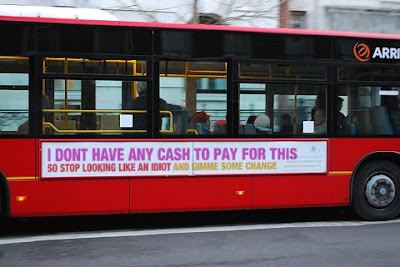 ARRI
I DONT HAVE ANY CASH TO PAY FOR THIS
SO STOP LOOKING LIKE AN IDIOT AND GIMME SOME CHANGE